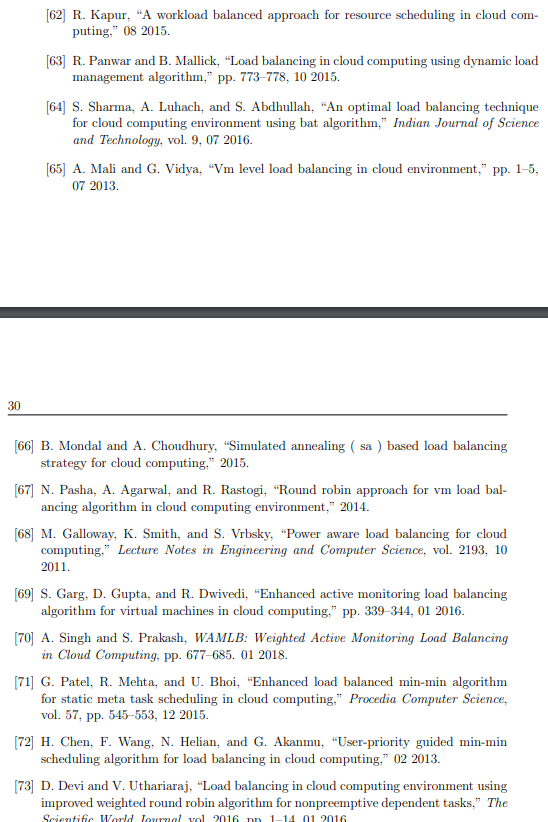 [62] R. Kapur, “A workload balanced approach for resource scheduling in cloud com-
puting,” 08 2015.
[63] R. Panwar and B. Mallick, “Load balancing in cloud computing using dynamic load
management algorithm,” pp. 773–778, 10 2015.
[64] S. Sharma, A. Luhach, and S. Abdhullah, “An optimal load balancing technique
for cloud computing environment using bat algorithm,” Indian Journal of Science
and Technology, vol. 9, 07 2016.
[65] A. Mali and G. Vidya, “Vm level load balancing in cloud environment,” pp. 1–5,
07 2013.
30
[66] B. Mondal and A. Choudhury, “Simulated annealing ( sa ) based load balancing
strategy for cloud computing,” 2015.
[67] N. Pasha, A. Agarwal, and R. Rastogi, “Round robin approach for vm load bal-
ancing algorithm in cloud computing environment,” 2014.
[68] M. Galloway, K. Smith, and S. Vrbsky, “Power aware load balancing for cloud
computing,” Lecture Notes in Engineering and Computer Science, vol. 2193, 10
2011.
[69] S. Garg, D. Gupta, and R. Dwivedi, “Enhanced active monitoring load balancing
algorithm for virtual machines in cloud computing,” pp. 339–344, 01 2016.
[70] A. Singh and S. Prakash, WAMLB: Weighted Active Monitoring Load Balancing
in Cloud Computing, pp. 677–685. 01 2018.
[71] G. Patel, R. Mehta, and U. Bhoi, “Enhanced load balanced min-min algorithm
for static meta task scheduling in cloud computing,” Procedia Computer Science,
vol. 57, pp. 545–553, 12 2015.
[72] H. Chen, F. Wang, N. Helian, and G. Akanmu, “User-priority guided min-min
scheduling algorithm for load balancing in cloud computing,” 02 2013.
[73] D. Devi and V. Uthariaraj, “Load balancing in cloud computing environment using
improved weighted round robin algorithm for nonpreemptive dependent tasks,” The
Scientific World Journal, vol. 2016, pp. 1–14, 01 2016.